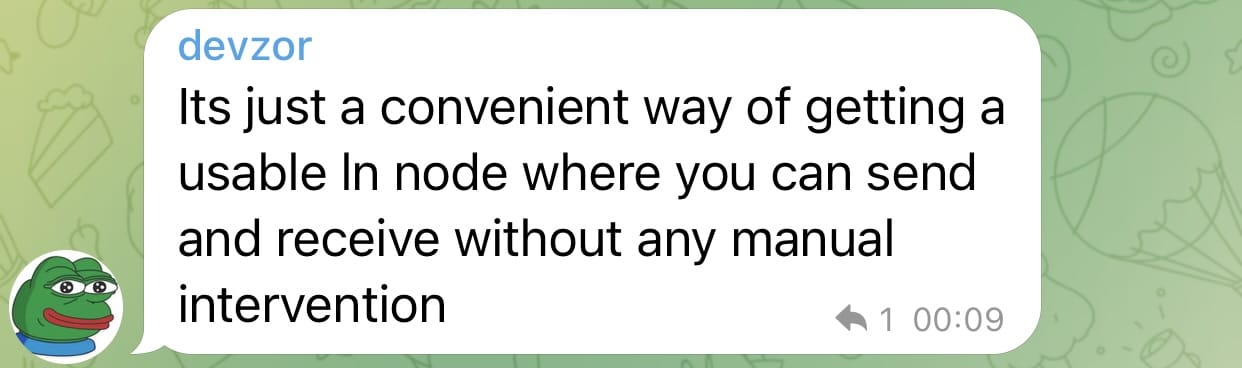 devzor
Its just a convenient way of getting a
usable ln node where you can send
and receive without any manual
intervention
1 00:09